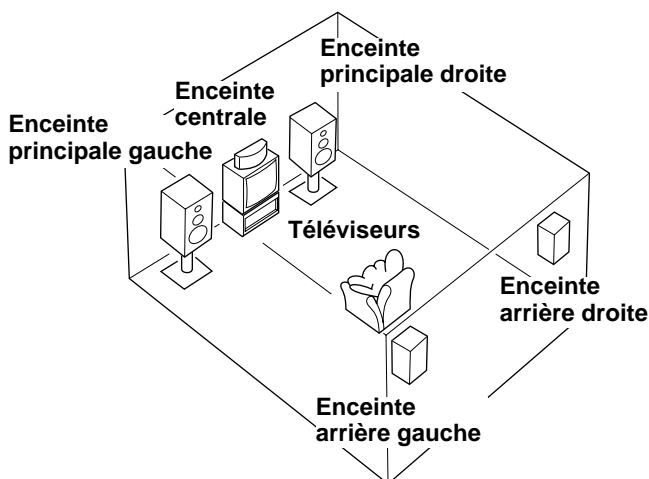 Enceinte
principale droite
Enceinte
centrale
Enceinte
principale gauche
Téléviseurs
Enceinte
arrière droite
Enceinte
arrière gauche